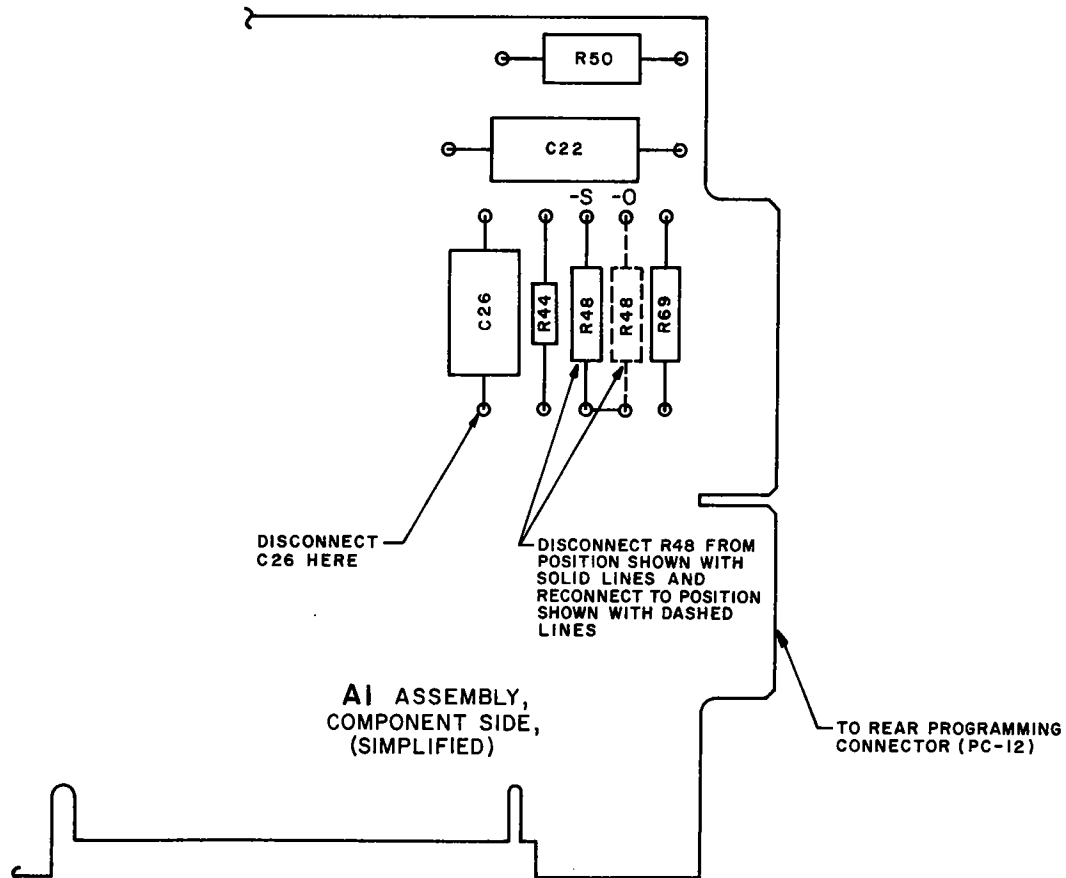 R50
C22
-S -O
C26
R44
R48
R48
R69
DISCONNECT
C26 HERE
DISCONNECT R48 FROM
POSITION SHOWN WITH
SOLID LINES AND
RECONNECT TO POSITION
SHOWN WITH DASHED
LINES
A1 ASSEMBLY,
COMPONENT SIDE,
(SIMPLIFIED)
TO REAR PROGRAMMING
CONNECTOR (PC-12)